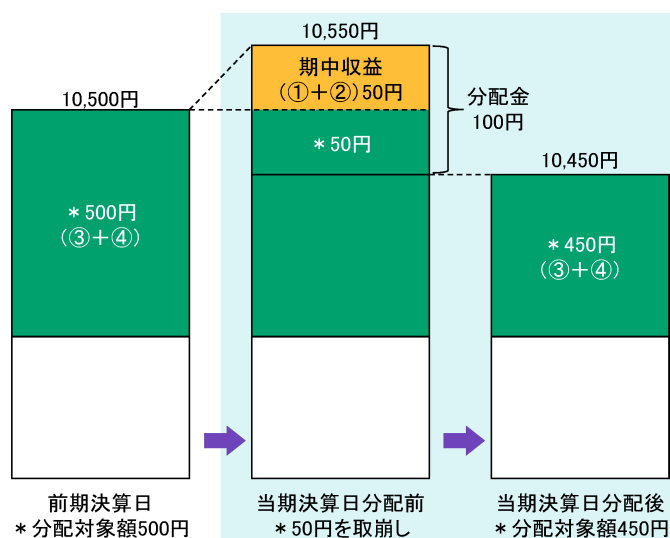 10,550円
期中収益
(①+②)50円
分配金
100円
10,500円
*50円
10,450円
*500円
(③+④)
*450円
(③+④)
前期決算日
*分配対象額500円
当期決算日分配前
*50円を取崩し
当期決算日分配後
*分配対象額450円